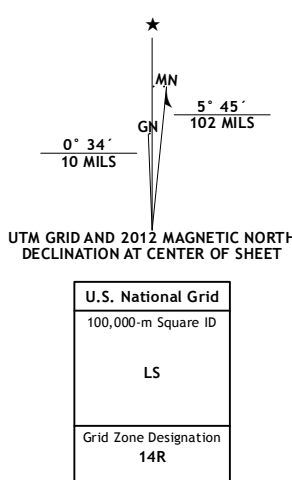 ★
MN
GN
5° 45´
102 MILS
0° 34´
10 MILS
UTM GRID AND 2012 MAGNETIC NORTH
DECLINATION AT CENTER OF SHEET
U.S. National Grid
100,000-m Square ID
LS
Grid Zone Designation
14R